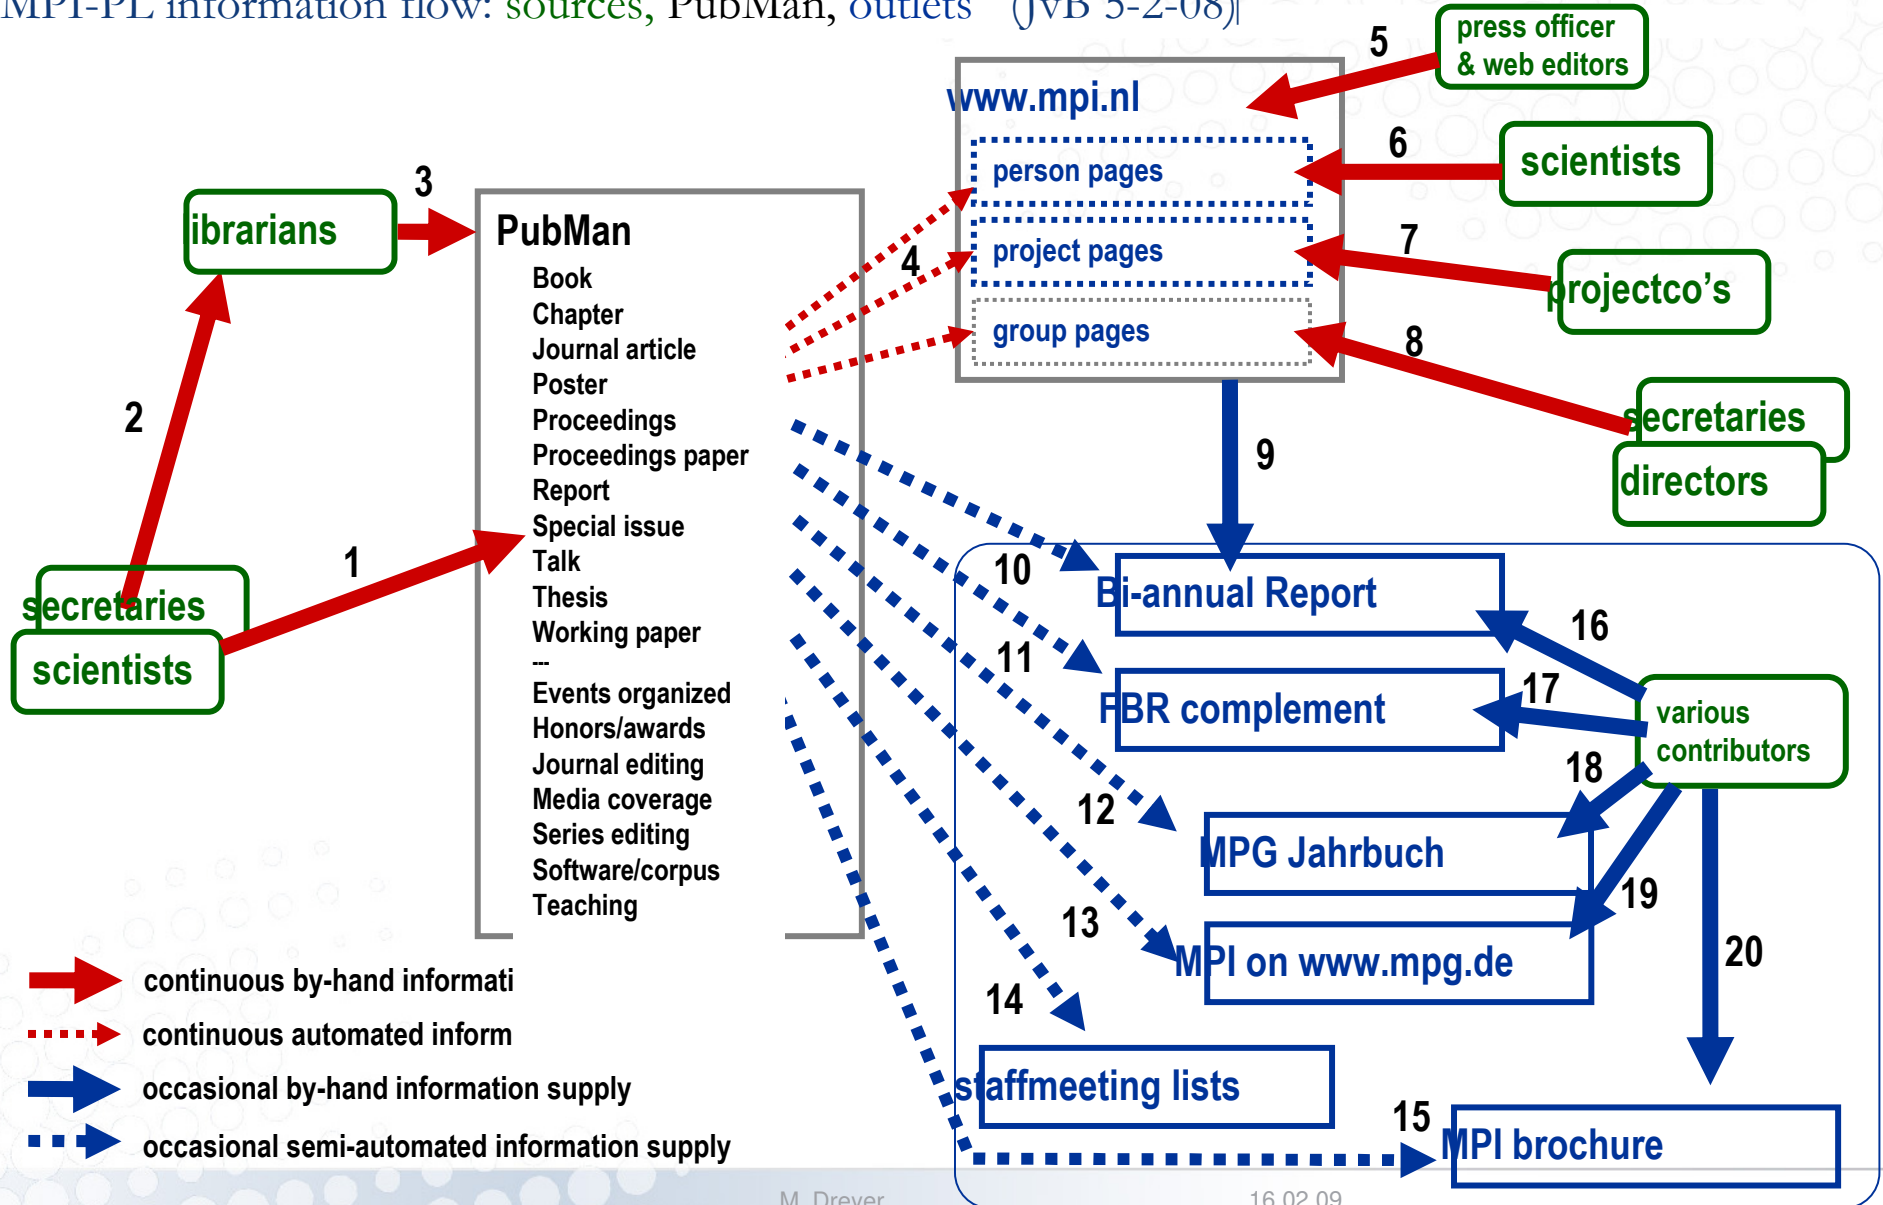 MPI-PL information flow: sources, PubMan, outlets (JvB 5-2-08)
press officer
& web editors
5
www.mpi.nl
person pages
6
scientists
project pages
7
projectco's
group pages
8
secretaries
directors
4
3
ibrarians
2
secretaries
scientists
1
PubMan
Book
Chapter
Journal article
Poster
Proceedings
Proceedings paper
Report
Special issue
Talk
Thesis
Working paper
---
Events organized
Honors/awards
Journal editing
Media coverage
Series editing
Software/corpus
Teaching
9
10
Bi-annual Report
16
11
FBR complement
17
various
contributors
18
12
MPG Jahrbuch
19
13
MPI on www.mpg.de
20
14
staffmeeting lists
15
MPI brochure
continuous by-hand informati
continuous automated inform
occasional by-hand information supply
occasional semi-automated information supply
M. Dreyer
16.02.09